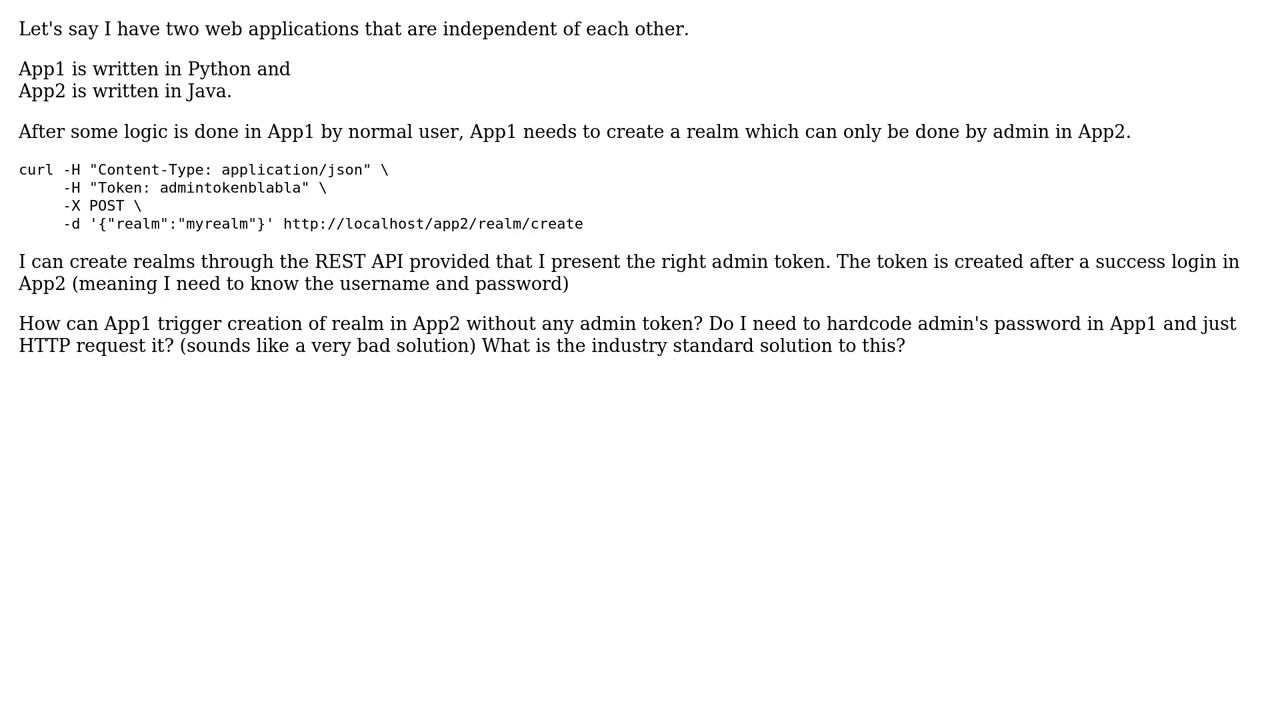 Let's say I have two web applications that are independent of each other.
App1 is written in Python and
App2 is written in Java.
After some logic is done in App1 by normal user, App1 needs to create a realm which can only be done by admin in App2.
curl -H "Content-Type: application/json" \
     -H "Token: admintokenblabla" \
     -X POST \
     -d '{"realm":"myrealm"}' http://localhost/app2/realm/create
I can create realms through the REST API provided that I present the right admin token. The token is created after a success login in
App2 (meaning I need to know the username and password)
How can App1 trigger creation of realm in App2 without any admin token? Do I need to hardcode admin's password in App1 and just
HTTP request it? (sounds like a very bad solution) What is the industry standard solution to this?